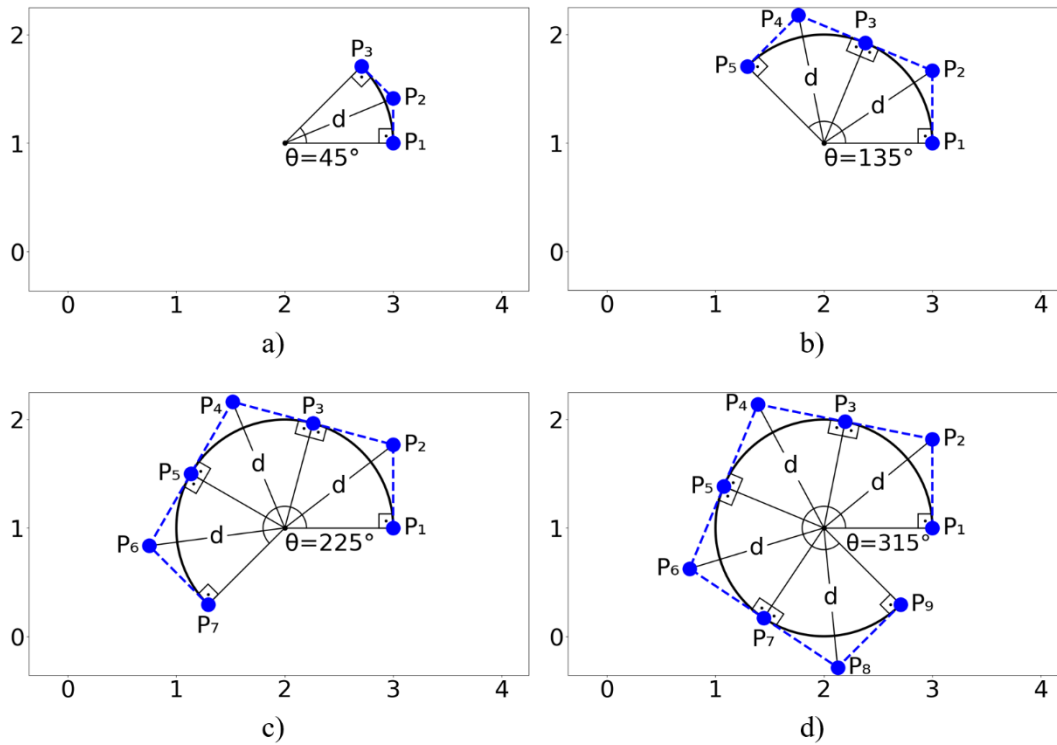 2
1
0
P₃
P₂
d
P₁
θ=45°
0 1 2 3 4
a)
2
1
0
P₄
P₃
P₅
P₂
d
d
P₁
θ=135°
0 1 2 3 4
b)
2
1
0
P₄
P₃
P₂
P₅
d
d
P₁
P₆
d
θ=225°
P₇
0 1 2 3 4
c)
2
1
0
P₄
P₃
P₂
P₅
d
d
P₁
P₆
d
θ=315°
d
P₉
P₇
P₈
0 1 2 3 4
d)